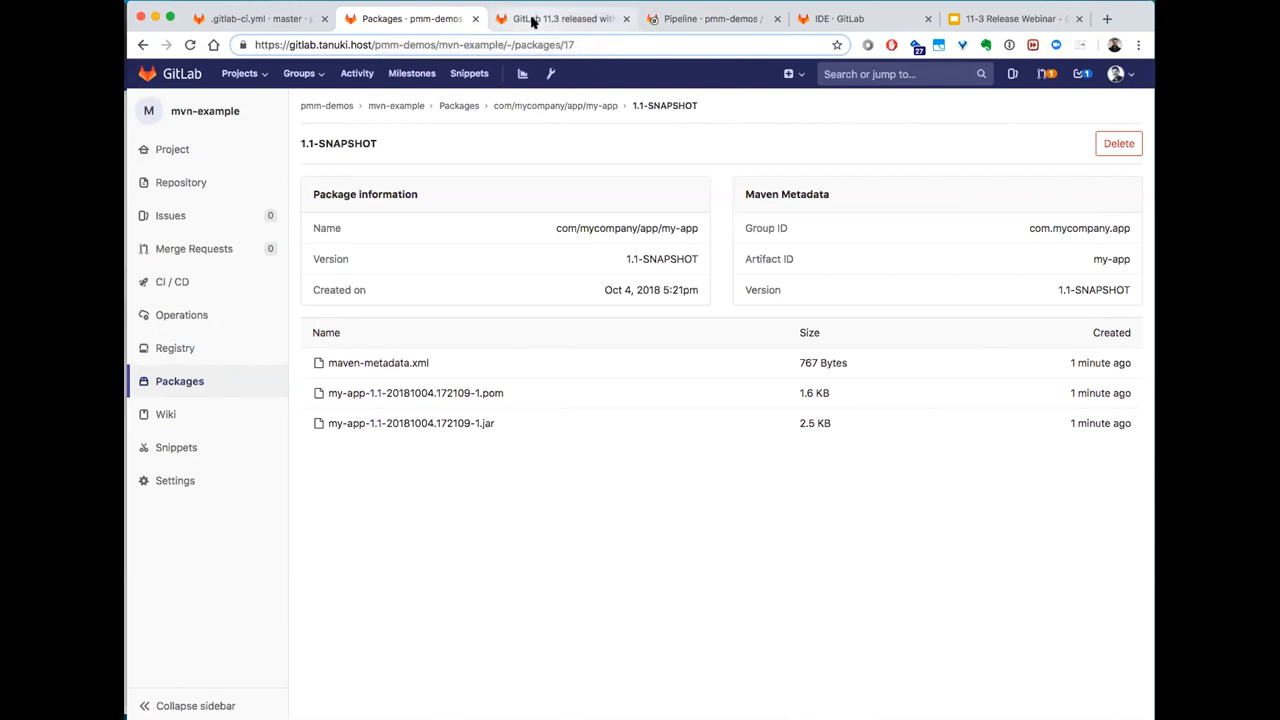 .gitlab-ci.yml · master · 
Packages · pmm-demos
GitLab 11.3 released wit
Pipeline · pmm-demos /
IDE · GitLab
11-3 Release Webinar -
https://gitlab.tanuki.host/pmm-demos/mvn-example/-/packages/17
27
GitLab
Projects
Groups
Activity
Milestones
Snippets
Search or jump to...
1
1
M
mvn-example
pmm-demos › mvn-example › Packages › com/mycompany/app/my-app › 1.1-SNAPSHOT
1.1-SNAPSHOT
Delete
Project
Repository
Issues 0
Merge Requests 0
CI / CD
Operations
Registry
Packages
Wiki
Snippets
Settings
Collapse sidebar
Package information
Name com/mycompany/app/my-app
Version 1.1-SNAPSHOT
Created on Oct 4, 2018 5:21pm
Maven Metadata
Group ID com.mycompany.app
Artifact ID my-app
Version 1.1-SNAPSHOT
Name Size Created
maven-metadata.xml 767 Bytes 1 minute ago
my-app-1.1-20181004.172109-1.pom 1.6 KB 1 minute ago
my-app-1.1-20181004.172109-1.jar 2.5 KB 1 minute ago